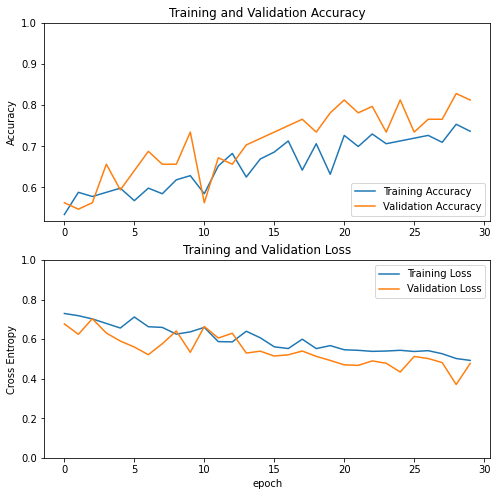 Training and Validation Accuracy
1.0
0.9
0.8
0.7
0.6
Accuracy
Training Accuracy
Validation Accuracy
0 5 10 15 20 25 30
Training and Validation Loss
1.0
0.8
0.6
0.4
0.2
0.0
Cross Entropy
Training Loss
Validation Loss
0 5 10 15 20 25 30
epoch